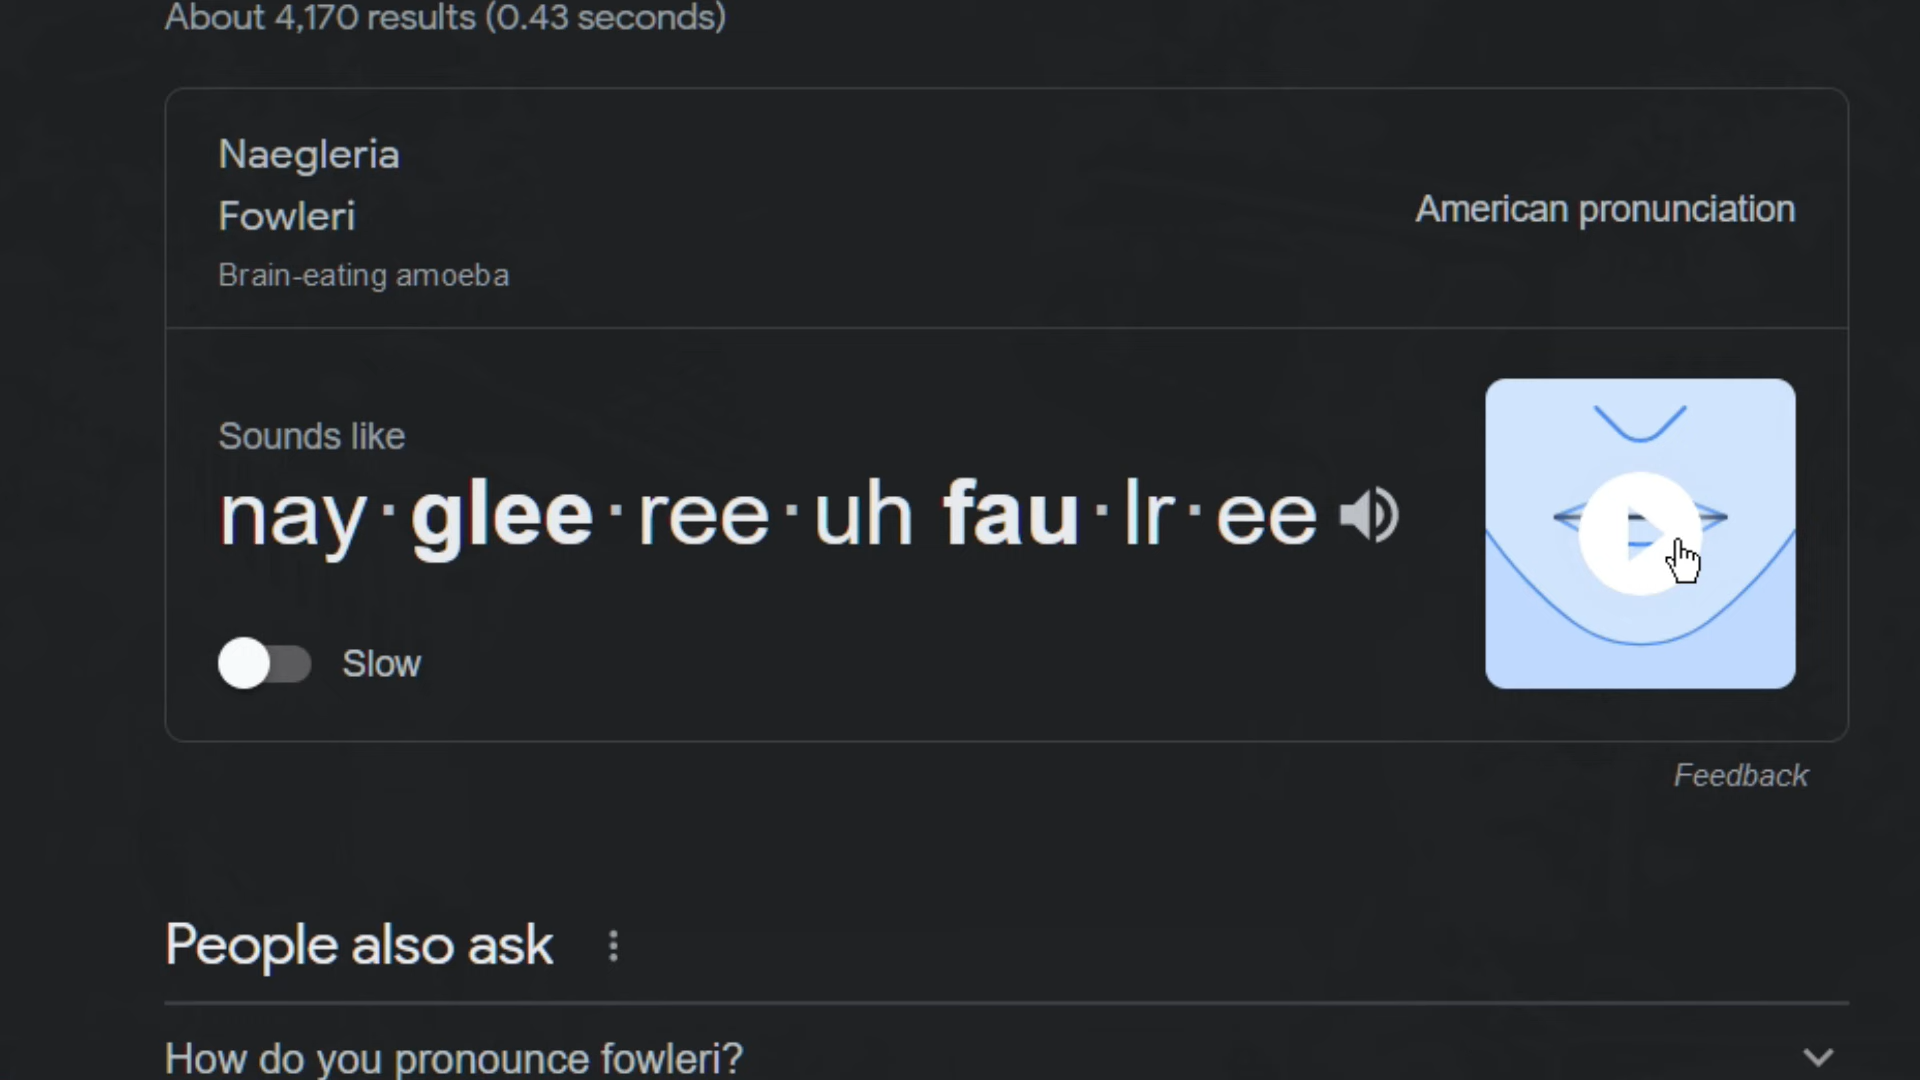 About 4,170 results (0.43 seconds)
Naegleria
Fowleri
Brain-eating amoeba
American pronunciation
Sounds like
nay·glee·ree·uh fau·lr·ee
Slow
Feedback
People also ask
How do you pronounce fowleri?